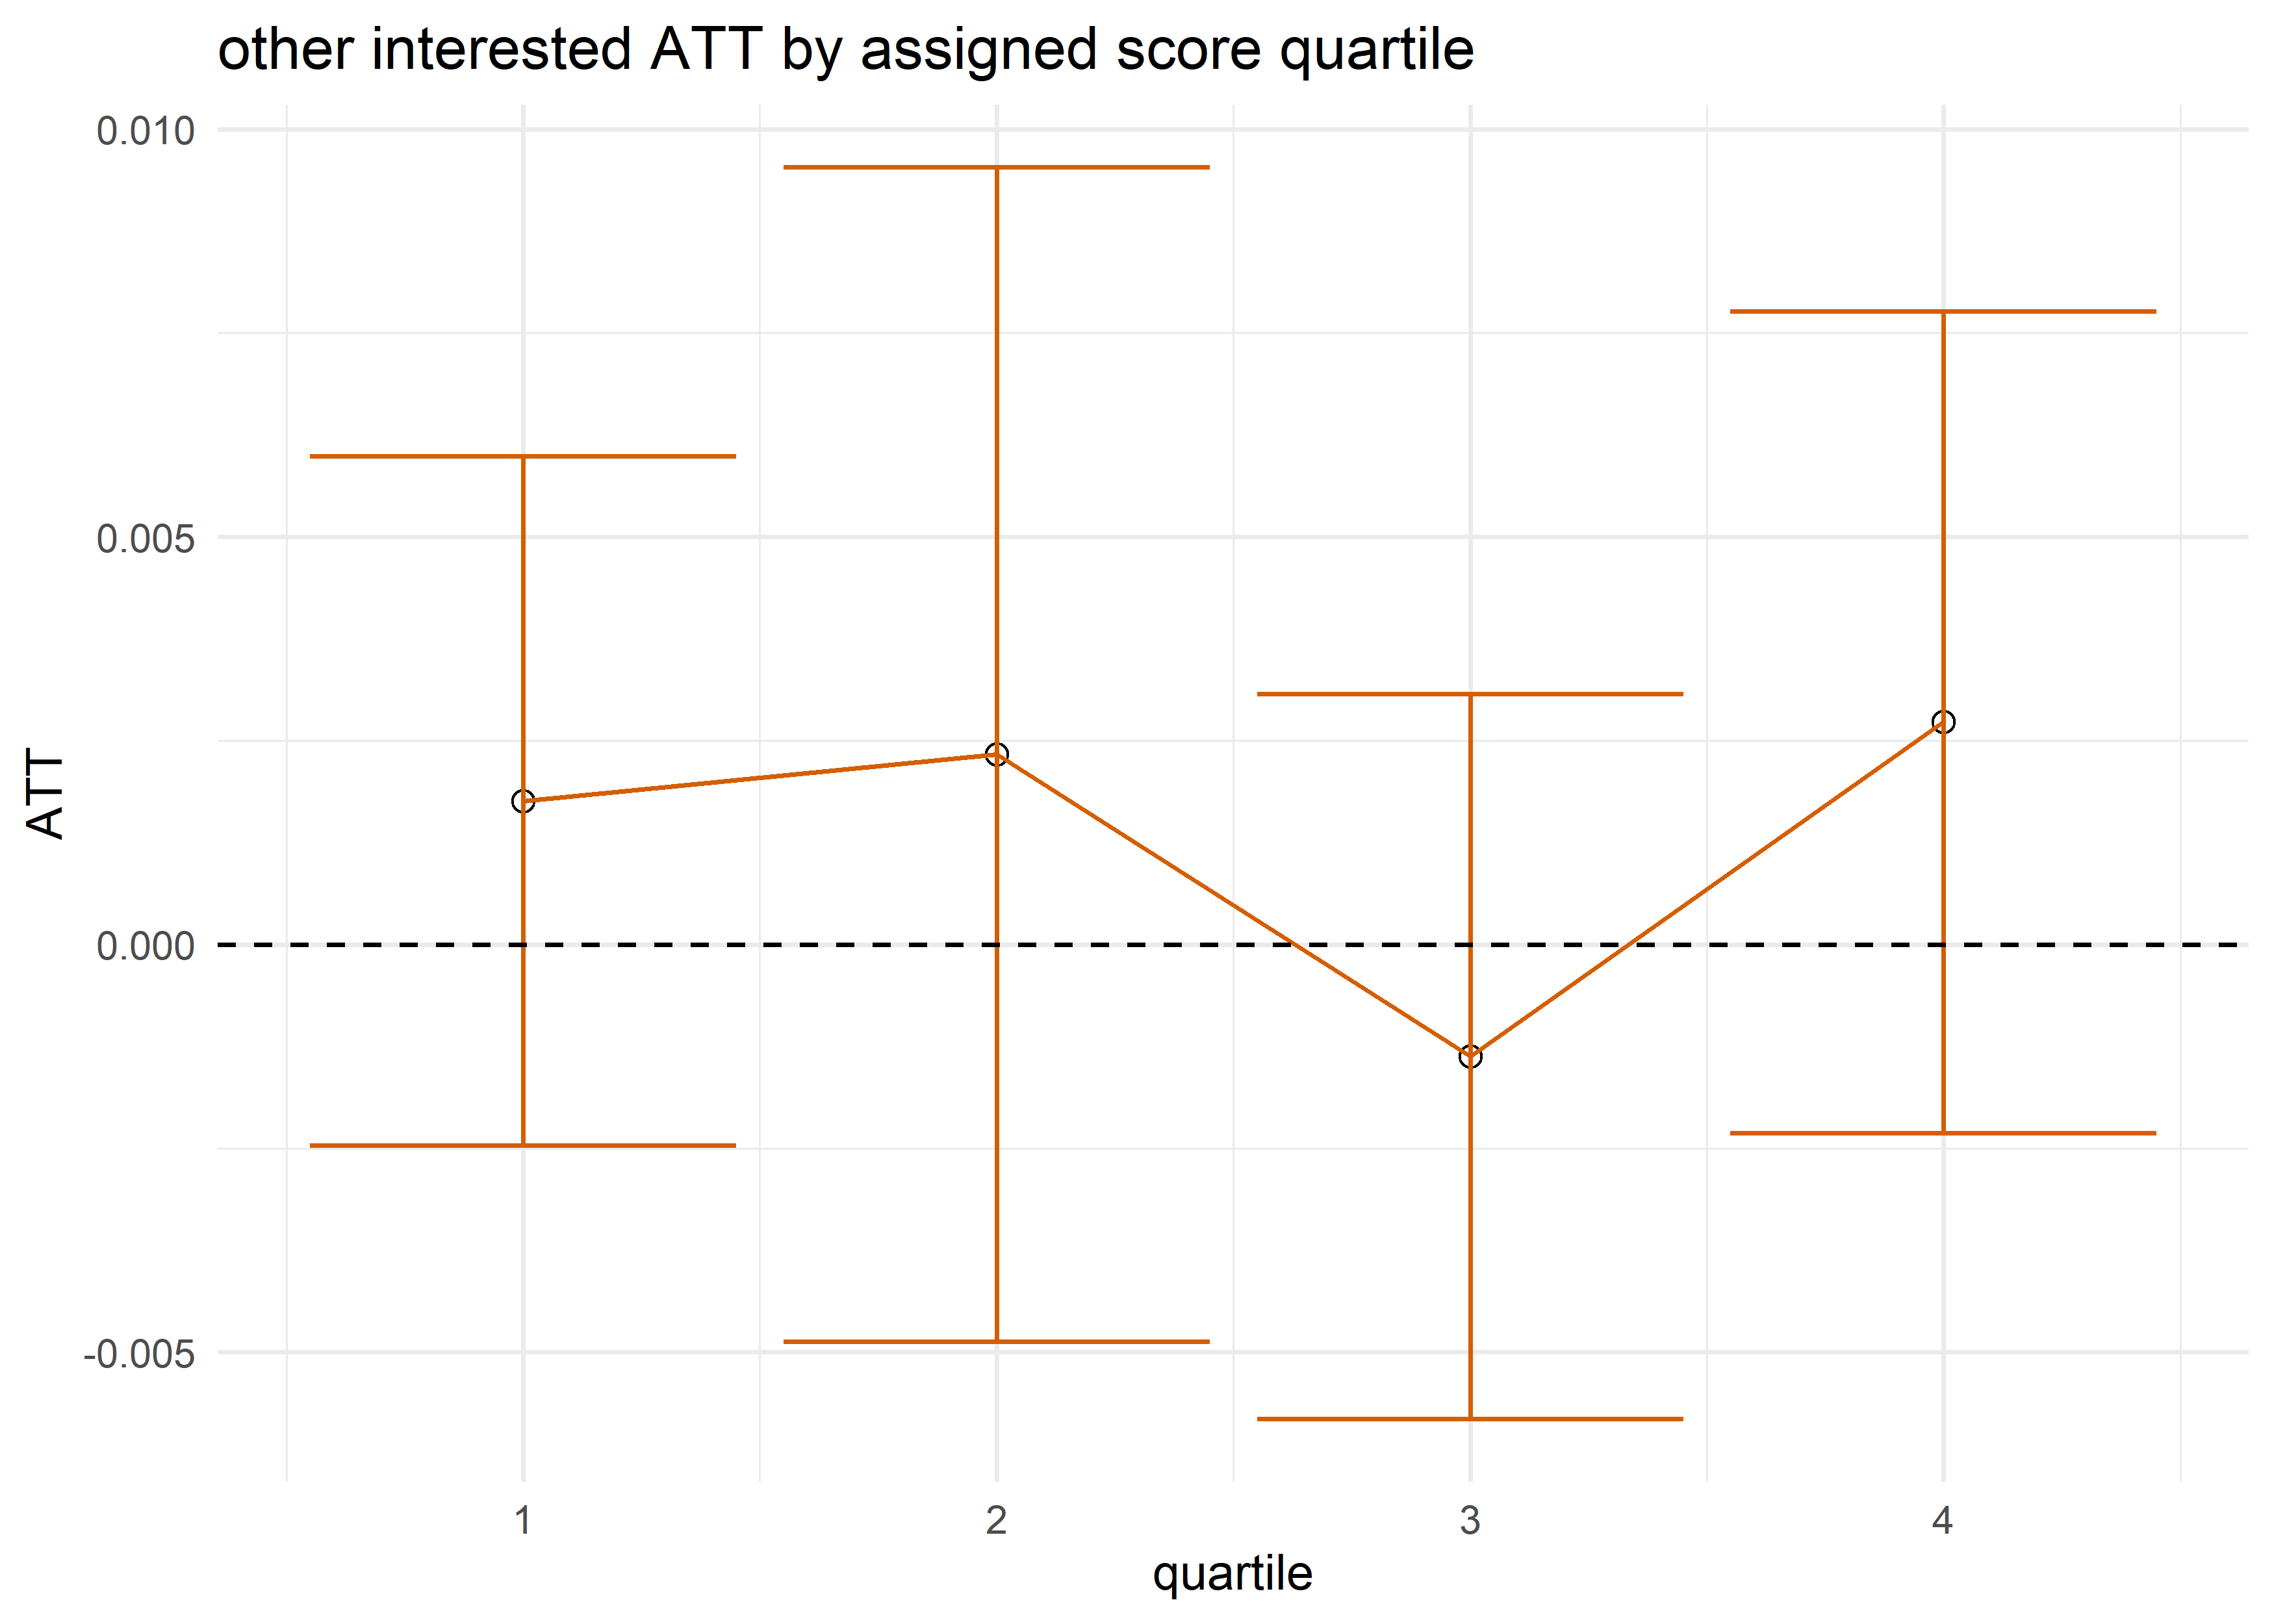 other interested ATT by assigned score quartile
0.010
0.005
0.000
-0.005
ATT
1 2 3 4
quartile